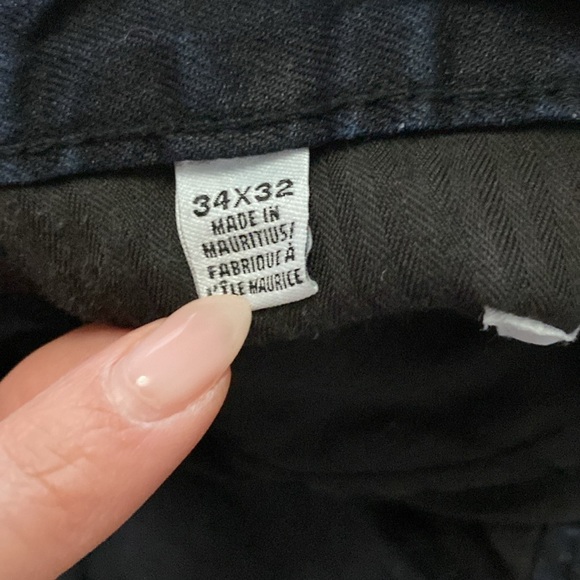 34X32
MADE IN
MAURITIUS/
FABRIQUÉ À
L'ÎLE MAURICE